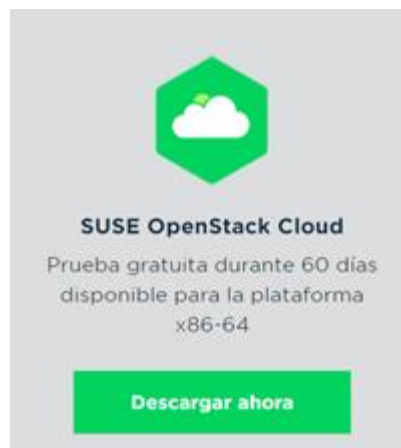 SUSE OpenStack Cloud
Prueba gratuita durante 60 días
disponible para la plataforma
x86-64
Descargar ahora